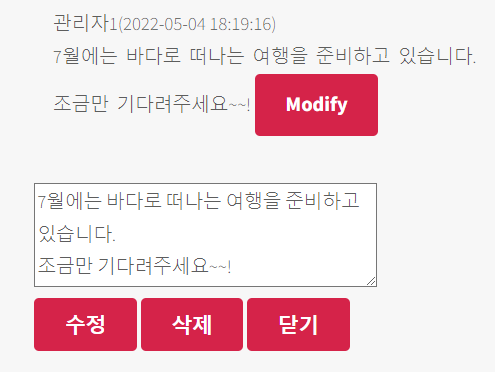 관리자1(2022-05-04 18:19:16)
7월에는 바다로 떠나는 여행을 준비하고 있습니다.
조금만 기다려주세요~~! Modify
7월에는 바다로 떠나는 여행을 준비하고
있습니다.
조금만 기다려주세요~~!
수정 삭제 닫기